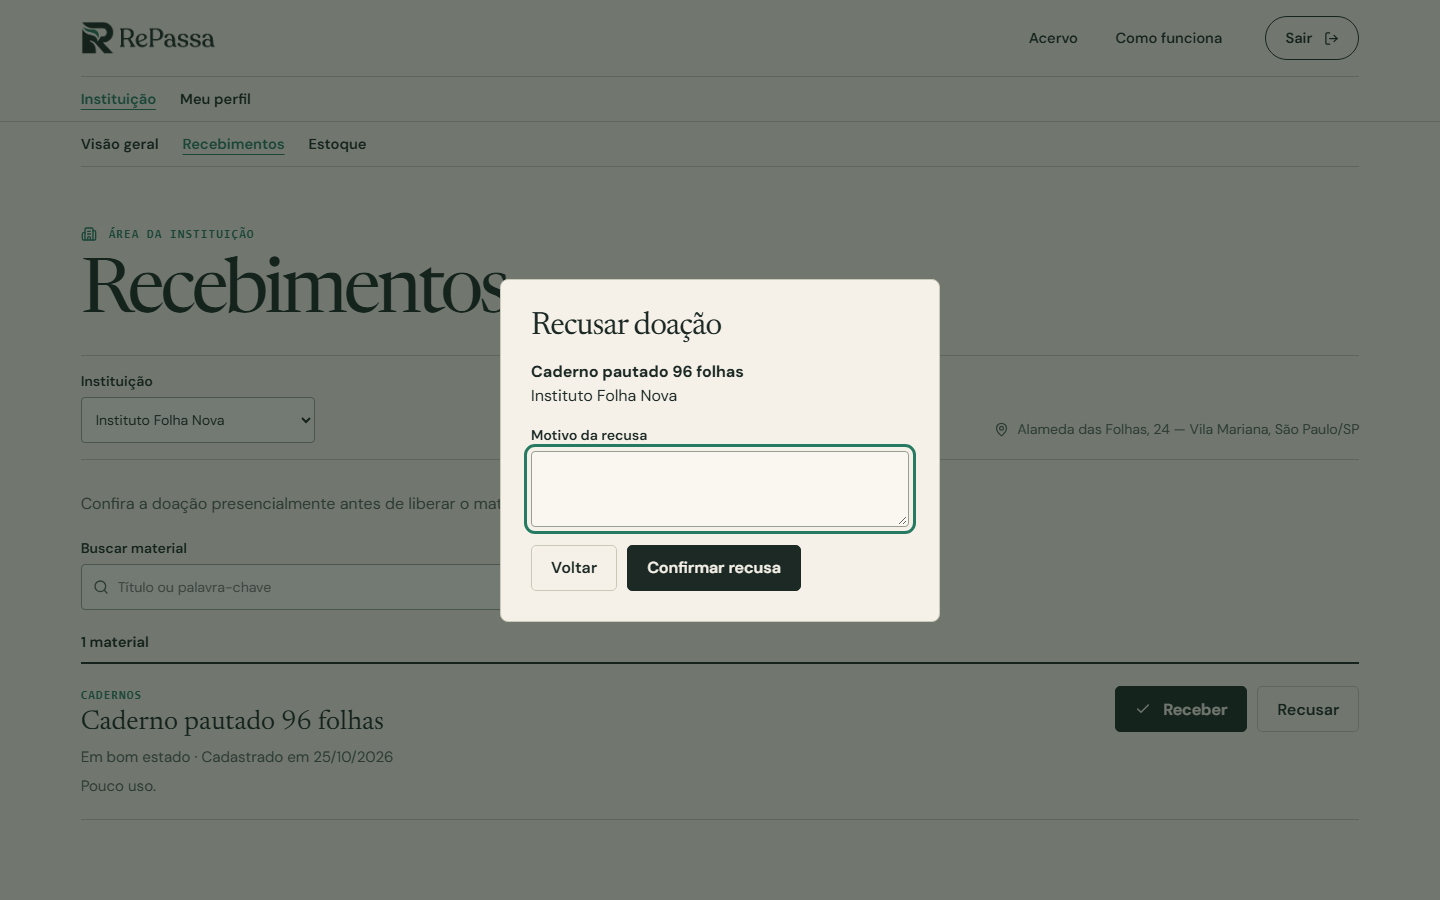 RePassa
Acervo
Como funciona
Sair
Instituição
Meu perfil
Visão geral
Recebimentos
Estoque
ÁREA DA INSTITUIÇÃO
Recebimentos
Instituição
Instituto Folha Nova
Alameda das Folhas, 24 — Vila Mariana, São Paulo/SP
Confira a doação presencialmente antes de liberar o
Buscar material
Título ou palavra-chave
1 material
CADERNOS
Caderno pautado 96 folhas
Em bom estado · Cadastrado em 25/10/2026
Pouco uso.
Receber
Recusar
Recusar doação
Caderno pautado 96 folhas
Instituto Folha Nova
Motivo da recusa
Voltar
Confirmar recusa